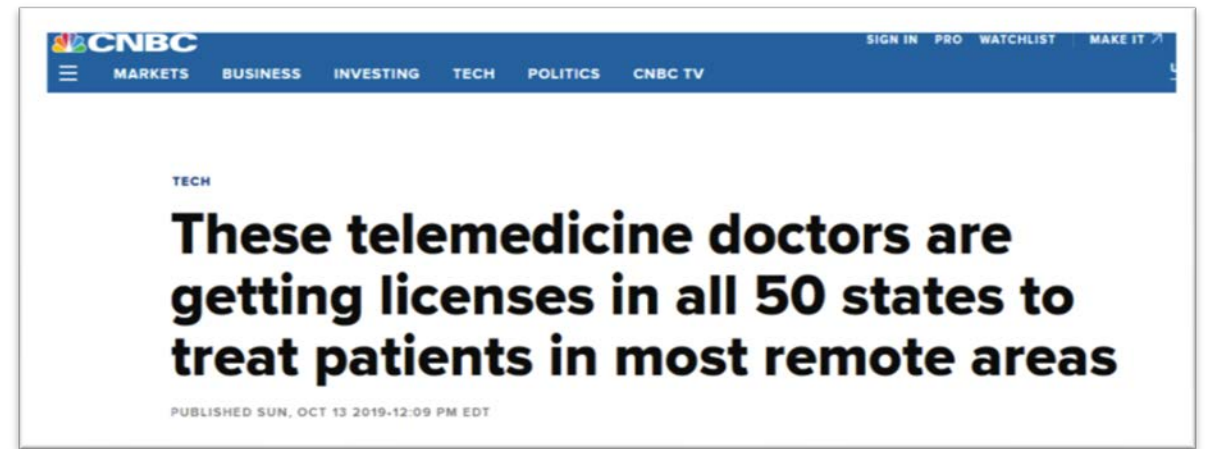 CNBC
SIGN IN PRO WATCHLIST MAKE IT
MARKETS BUSINESS INVESTING TECH POLITICS CNBC TV
TECH
These telemedicine doctors are
getting licenses in all 50 states to
treat patients in most remote areas
PUBLISHED SUN, OCT 13 2019-12:09 PM EDT